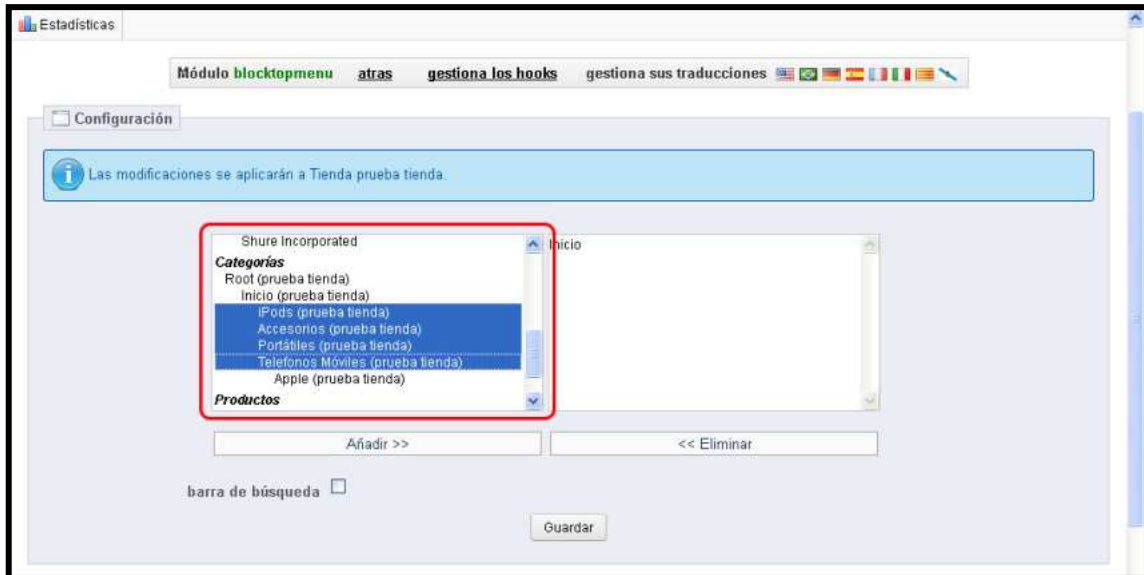 Estadísticas
Módulo blocktopmenu atras gestiona los hooks gestiona sus traducciones
Configuración
Las modificaciones se aplicarán a Tienda prueba tienda.
Shure Incorporated
Categorías
Root (prueba tienda)
Inicio (prueba tienda)
iPods (prueba tienda)
Accesorios (prueba tienda)
Portátiles (prueba tienda)
Telefonos Móviles (prueba tienda)
Apple (prueba tienda)
Productos
Inicio
Añadir >> << Eliminar
barra de búsqueda
Guardar